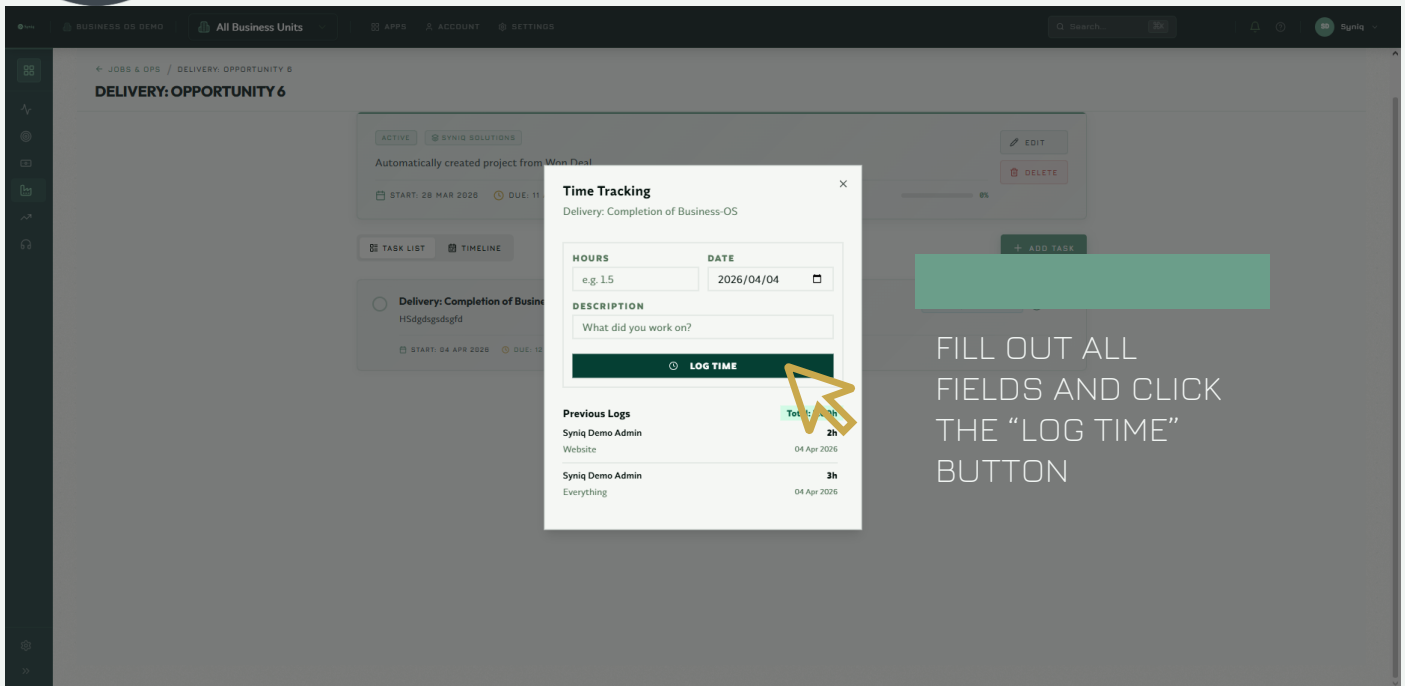 BUSINESS OS DEMO
All Business Units
APPS
ACCOUNT
SETTINGS
Search...
Syniq
← JOBS & OPS / DELIVERY: OPPORTUNITY 6
DELIVERY: OPPORTUNITY 6
ACTIVE
SYNIQ SOLUTIONS
EDIT
Automatically created project from Won Deal
DELETE
START: 28 MAR 2026
DUE: 11
0%
TASK LIST
TIMELINE
+ ADD TASK
Delivery: Completion of Busine
HSdgdsgsdsgfd
START: 04 APR 2026
DUE: 12
Time Tracking
Delivery: Completion of Business-OS
HOURS
DATE
e.g. 1.5
2026/04/04
DESCRIPTION
What did you work on?
LOG TIME
Previous Logs
Syniq Demo Admin
2h
Website
04 Apr 2026
Syniq Demo Admin
3h
Everything
04 Apr 2026
FILL OUT ALL
FIELDS AND CLICK
THE “LOG TIME”
BUTTON